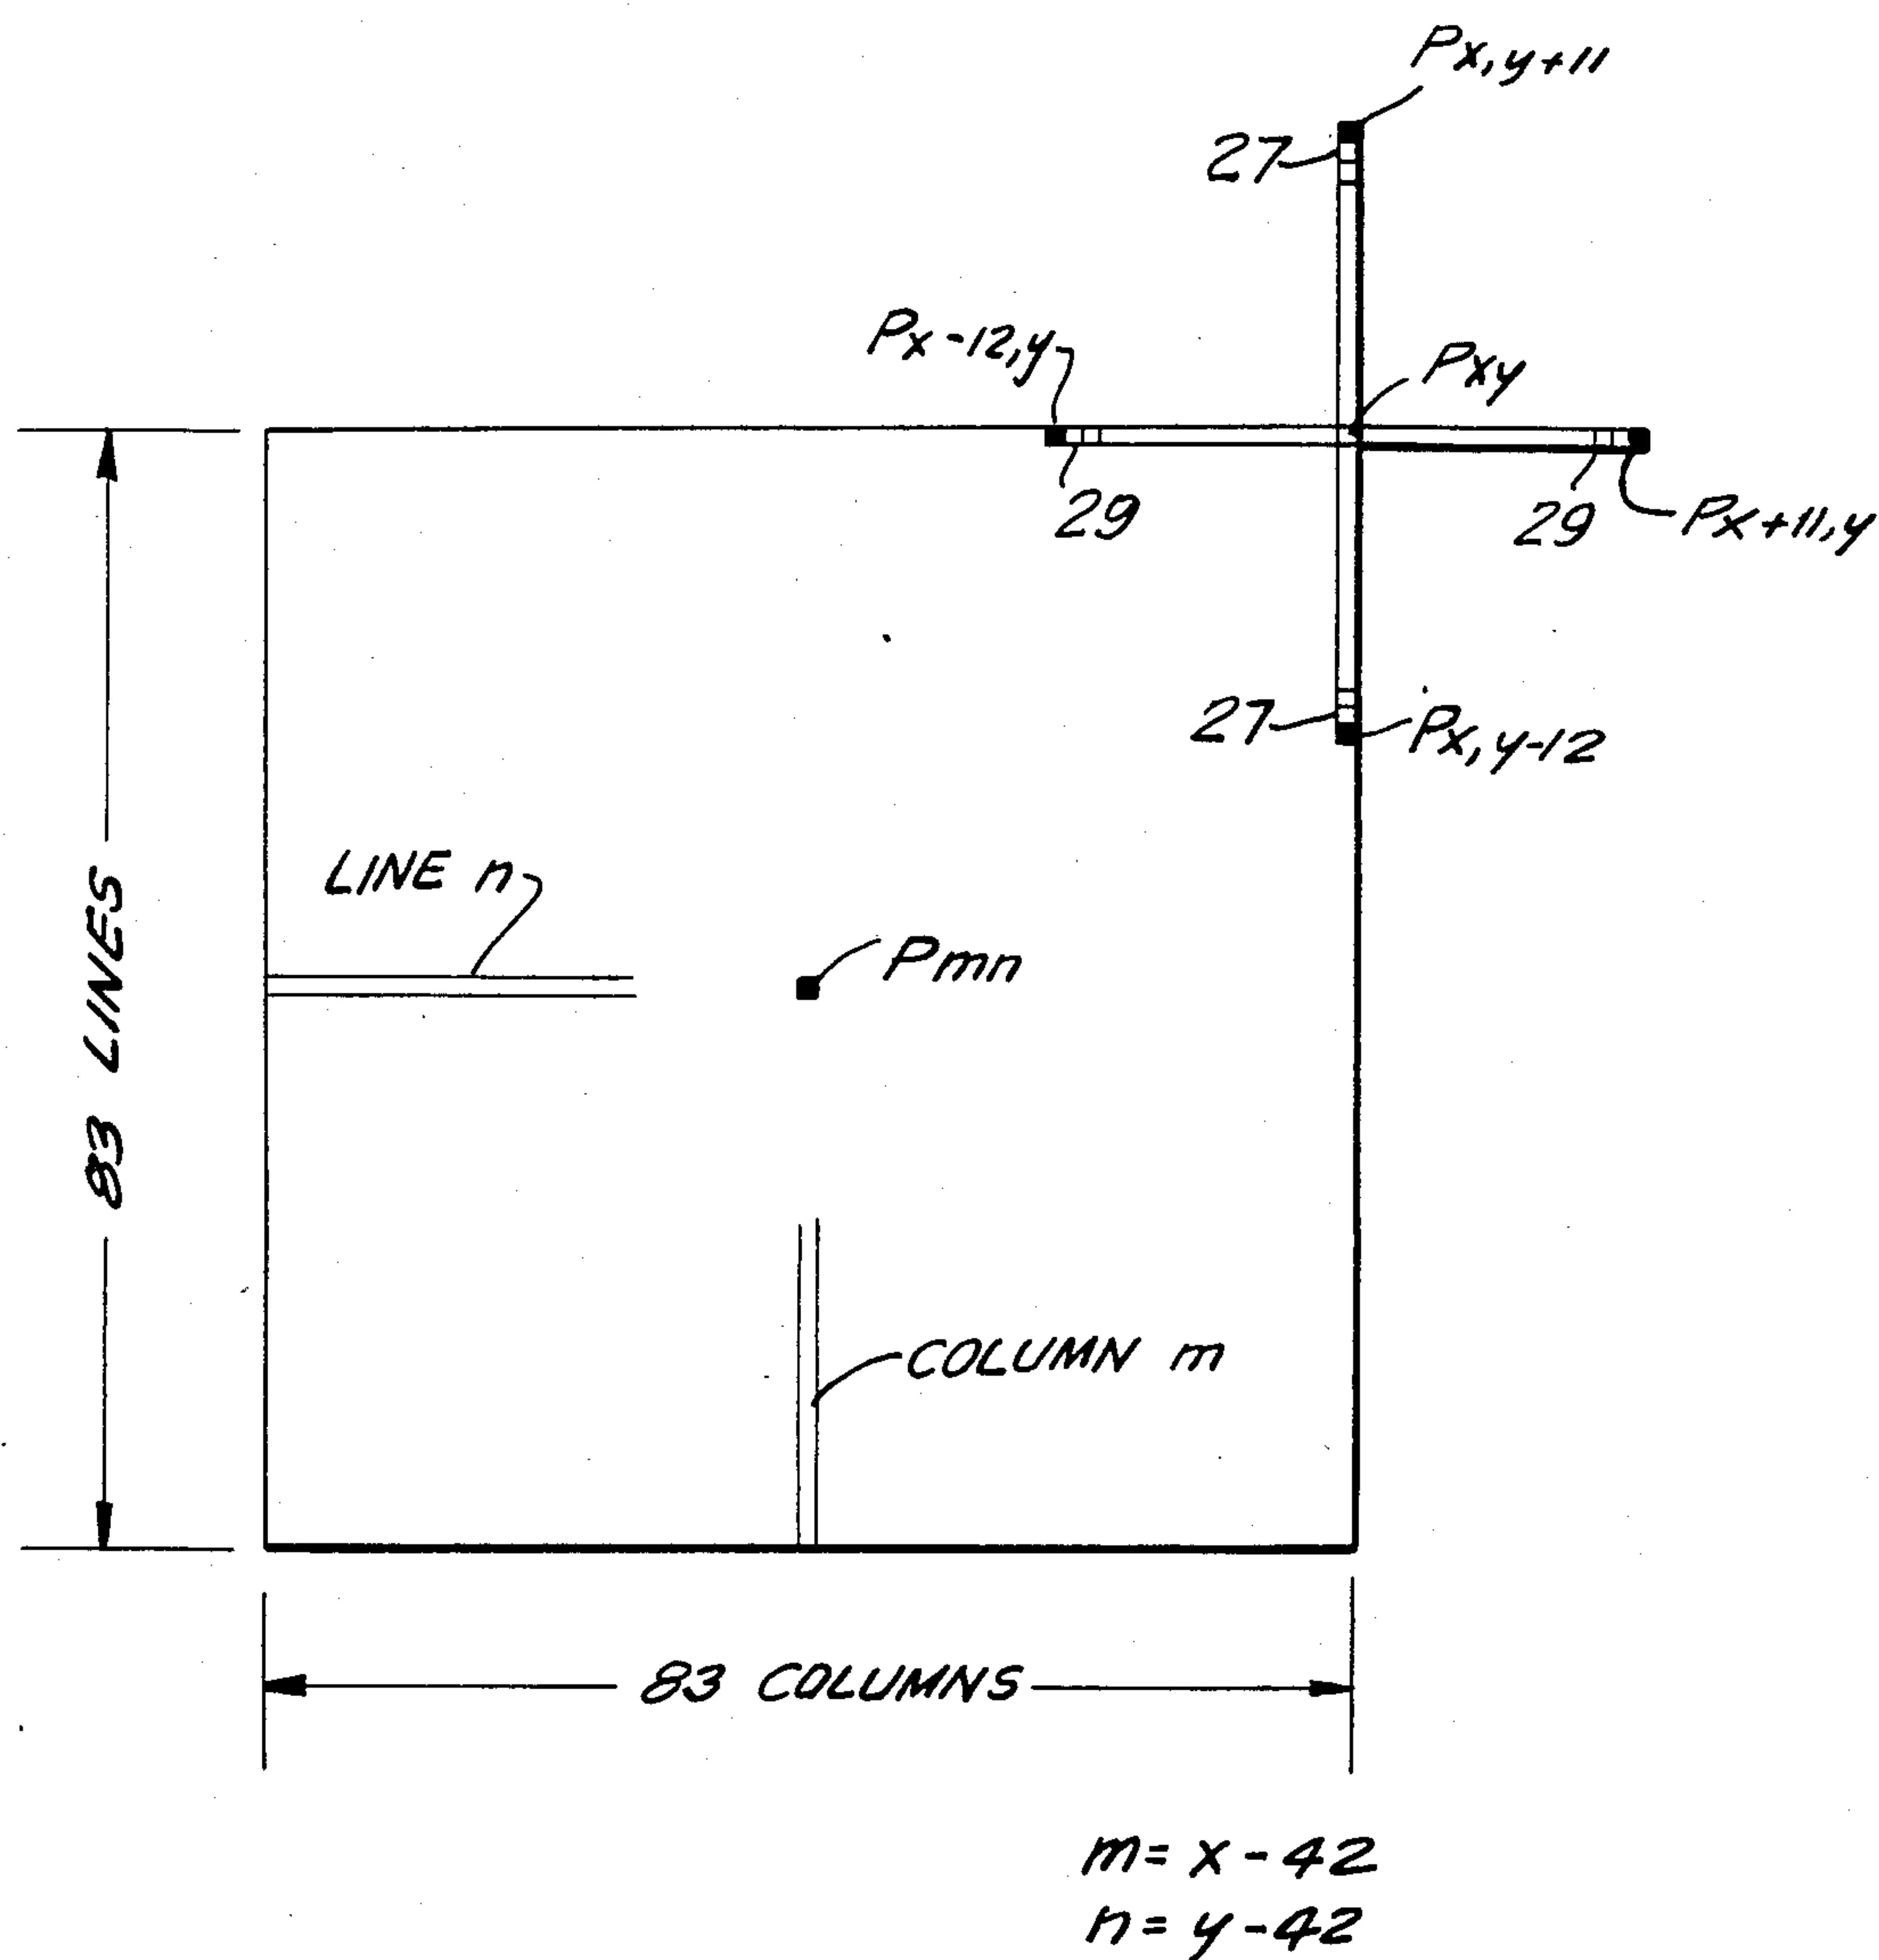 Px,y+11
27
Px-12,y
Pxy
29
29
Px+11,y
27
Px,y-12
LINE n
Pmn
83 LINES
COLUMN m
83 COLUMNS
m=x-42
n=y-42